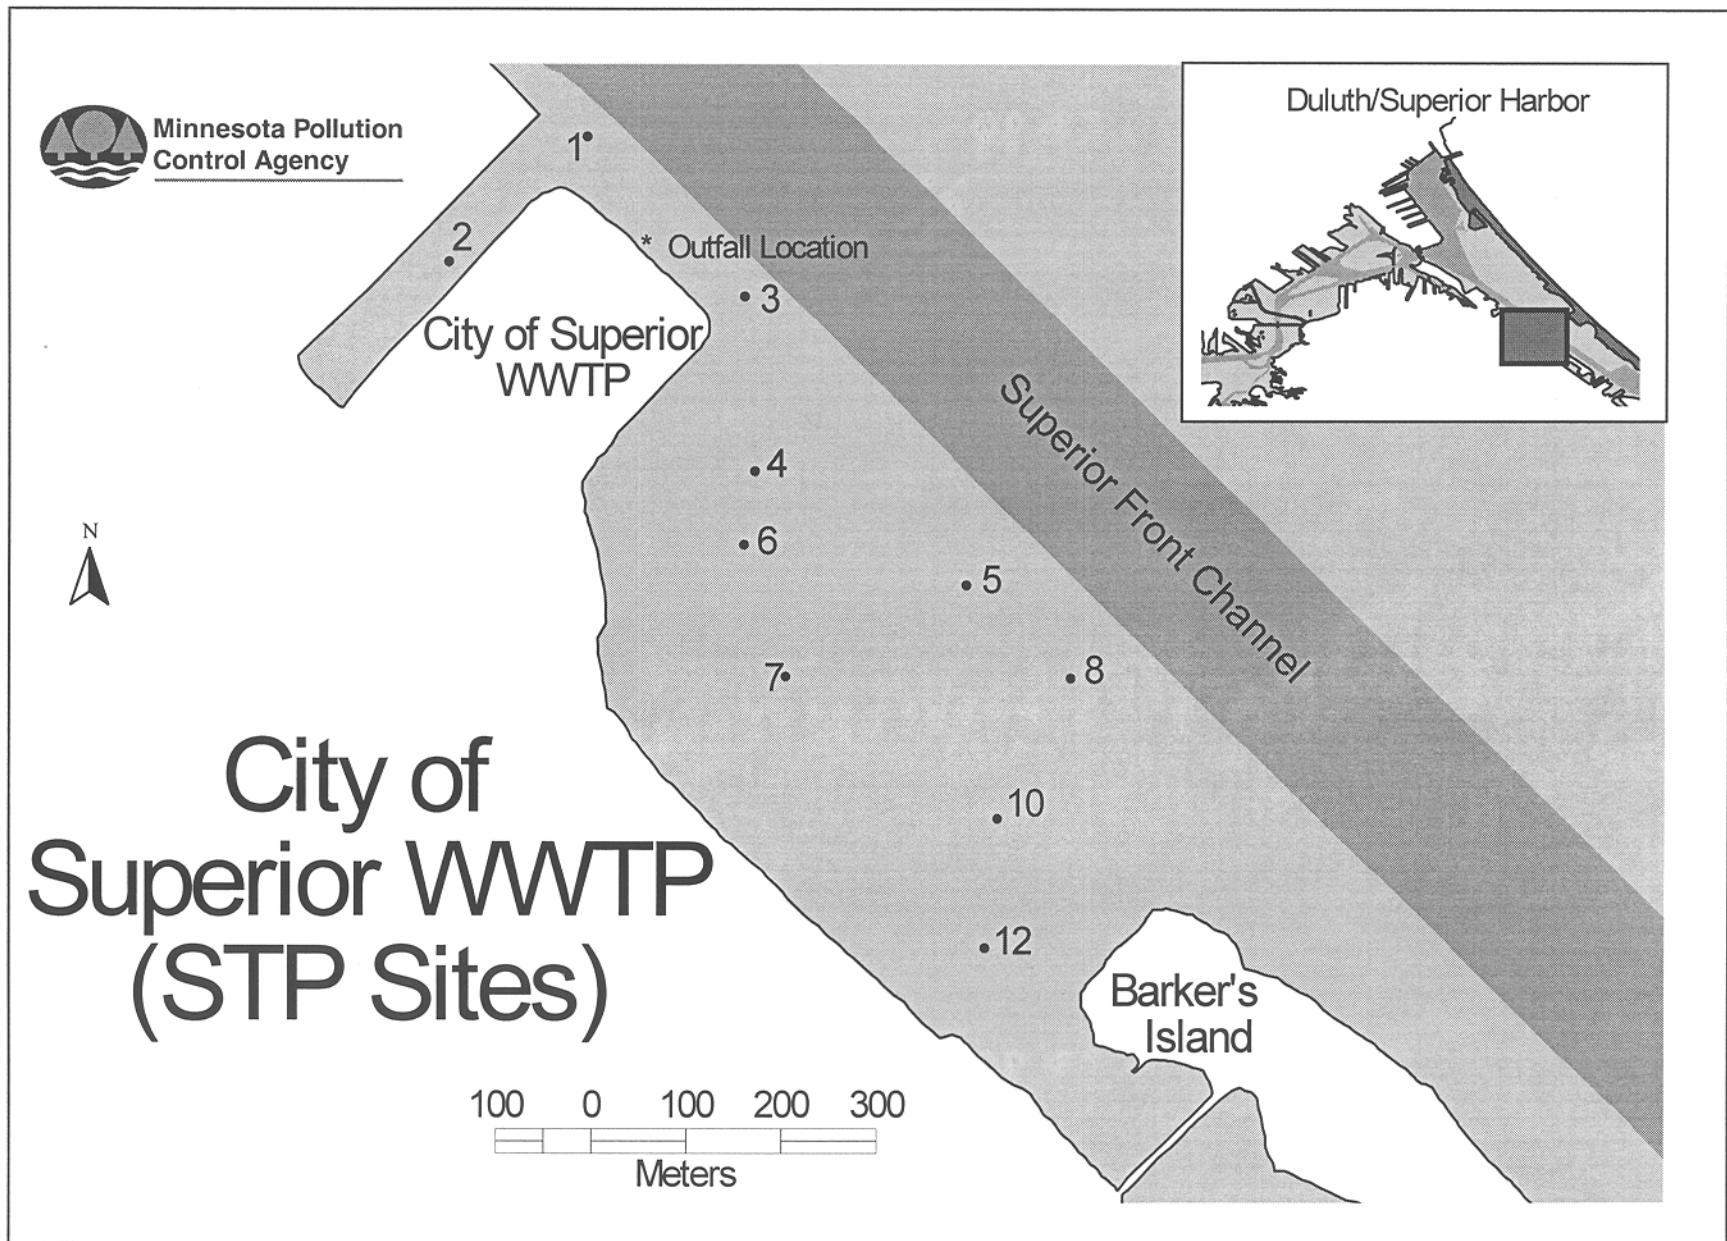 Minnesota Pollution
Control Agency
Duluth/Superior Harbor
1
2
* Outfall Location
3
City of Superior
WWTP
Superior Front Channel
4
N
6
5
7
8
City of
Superior WWTP
(STP Sites)
10
12
Barker's
Island
100 0 100 200 300
Meters